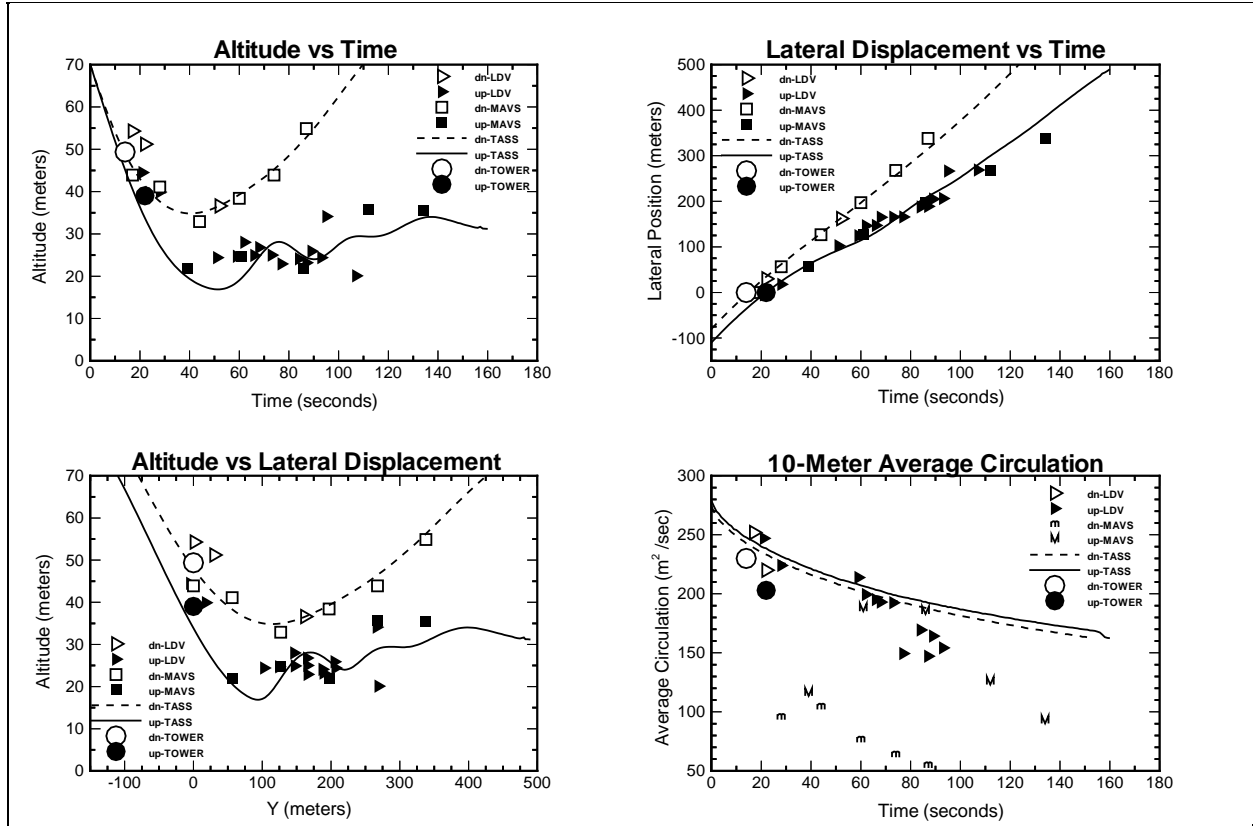 Altitude vs Time
70
60
50
40
30
20
10
0
Altitude (meters)
0 20 40 60 80 100 120 140 160 180
Time (seconds)
dn-LDV
up-LDV
dn-MAVS
up-MAVS
dn-TASS
up-TASS
dn-TOWER
up-TOWER
Lateral Displacement vs Time
500
400
300
200
100
0
-100
Lateral Position (meters)
0 20 40 60 80 100 120 140 160 180
Time (seconds)
dn-LDV
up-LDV
dn-MAVS
up-MAVS
dn-TASS
up-TASS
dn-TOWER
up-TOWER
Altitude vs Lateral Displacement
70
60
50
40
30
20
10
0
Altitude (meters)
-100 0 100 200 300 400 500
Y (meters)
dn-LDV
up-LDV
dn-MAVS
up-MAVS
dn-TASS
up-TASS
dn-TOWER
up-TOWER
10-Meter Average Circulation
300
250
200
150
100
50
Average Circulation (m² /sec)
0 20 40 60 80 100 120 140 160 180
Time (seconds)
dn-LDV
up-LDV
dn-MAVS
up-MAVS
dn-TASS
up-TASS
dn-TOWER
up-TOWER